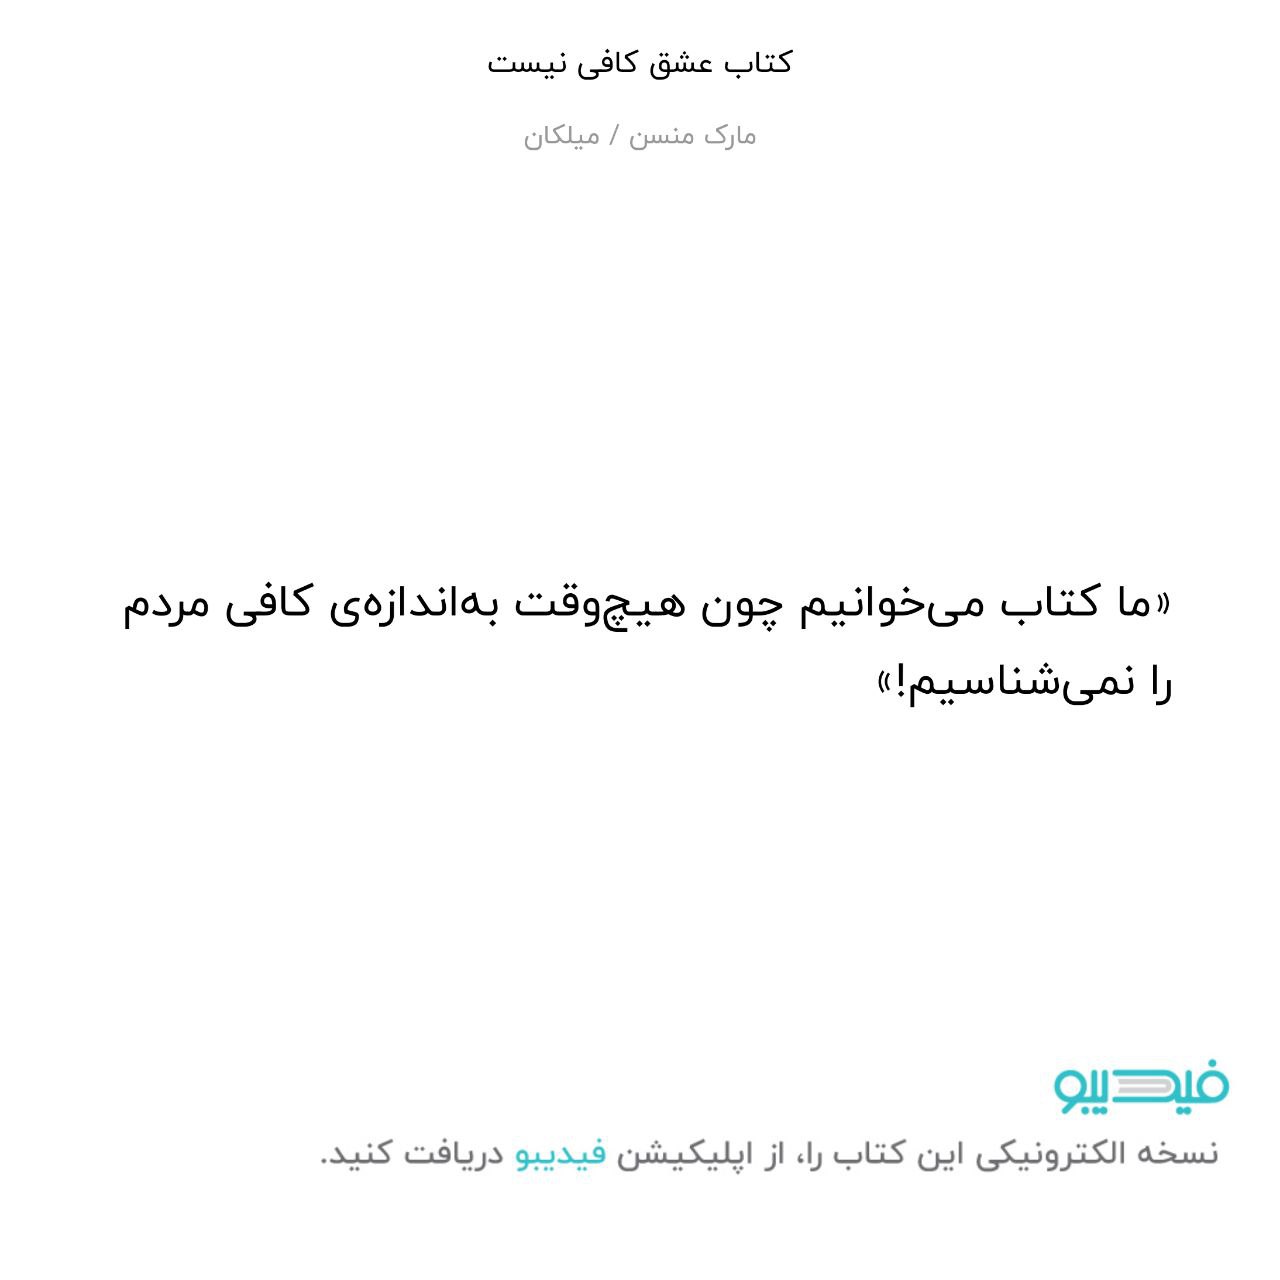 کتاب عشق کافی نیست
مارک منسن / میلکان
«ما کتاب می‌خوانیم چون هیچ‌وقت به‌اندازه‌ی کافی مردم
را نمی‌شناسیم!»
فیدیبو
نسخه الکترونیکی این کتاب را، از اپلیکیشن فیدیبو دریافت کنید.